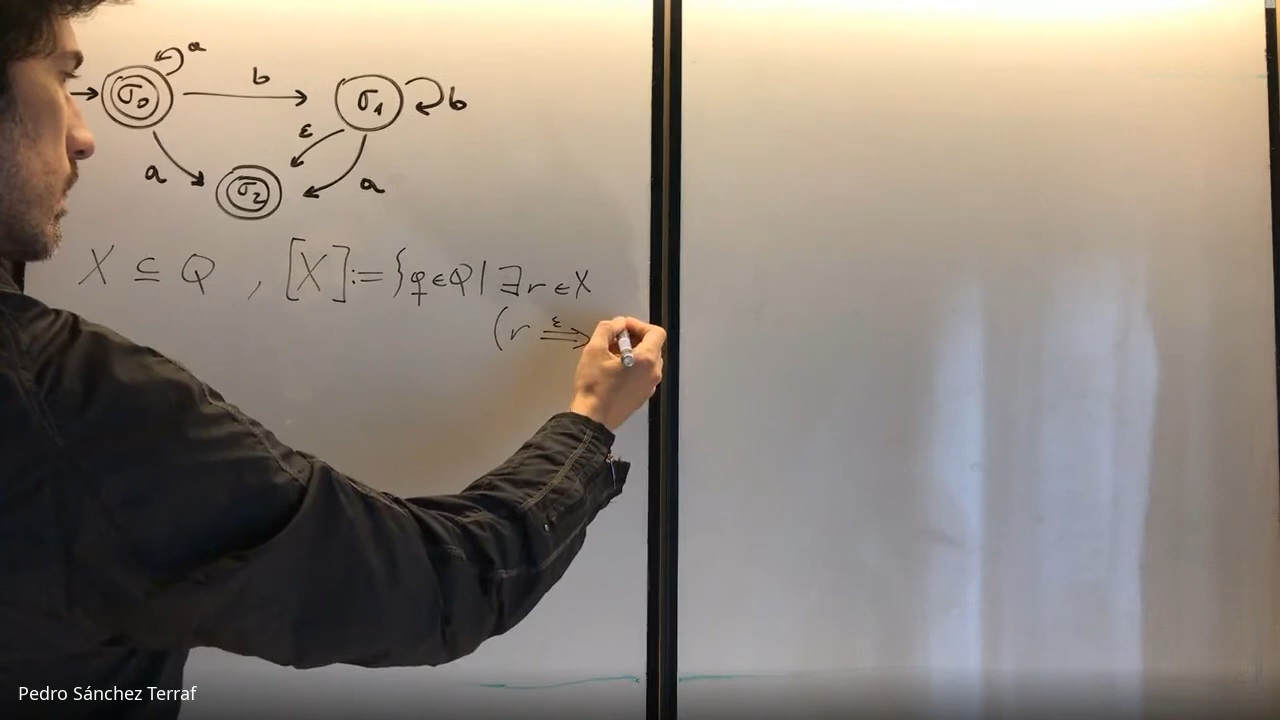 a
σ₀ b σ₁ b
ε
a σ₂ a
X ⊆ Q , [X] := {q ∈ Q | ∃ r ∈ X
(r ⇒^ε
Pedro Sánchez Terraf